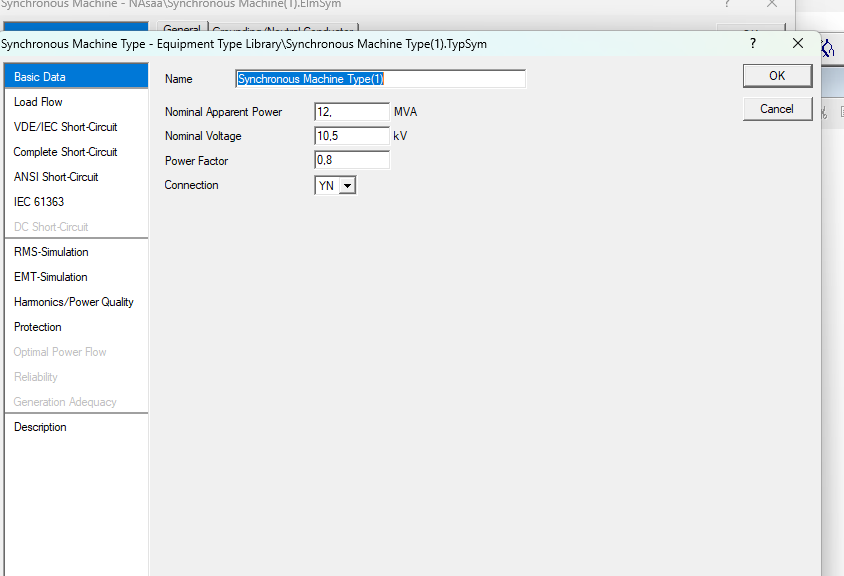 Synchronous Machine - NAsaa\Synchronous Machine(1).ElmSym ?
General Grounding/Neutral Conductor
Synchronous Machine Type - Equipment Type Library\Synchronous Machine Type(1).TypSym ?
Basic Data
Load Flow
VDE/IEC Short-Circuit
Complete Short-Circuit
ANSI Short-Circuit
IEC 61363
DC Short-Circuit
RMS-Simulation
EMT-Simulation
Harmonics/Power Quality
Protection
Optimal Power Flow
Reliability
Generation Adequacy
Description
Name Synchronous Machine Type(1)
Nominal Apparent Power 12, MVA
Nominal Voltage 10,5 kV
Power Factor 0,8
Connection YN
OK
Cancel